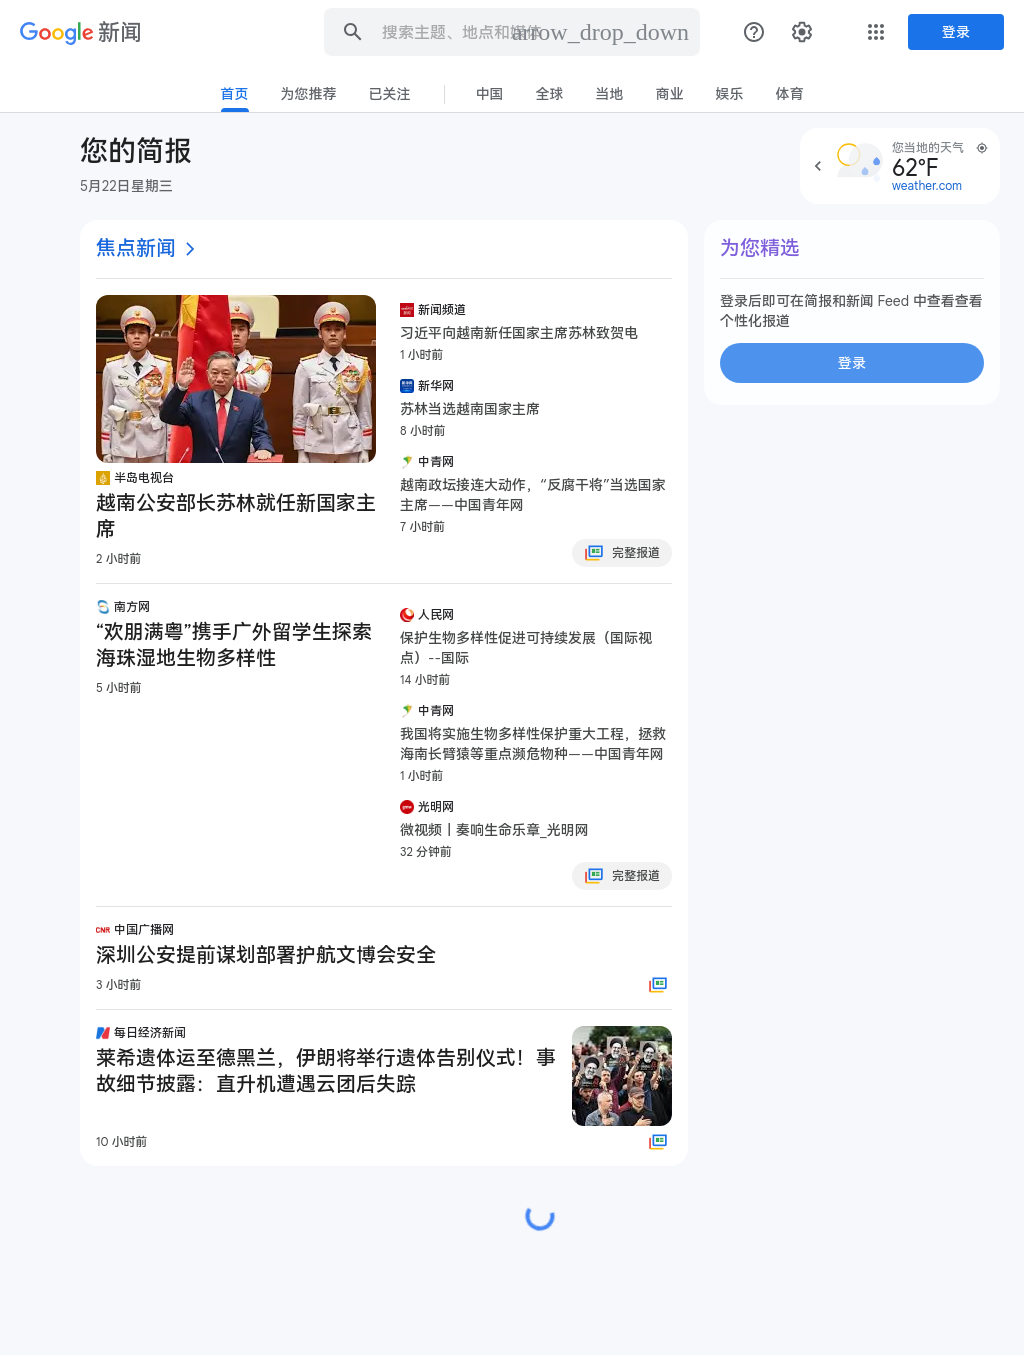 Google 新闻
搜索主题、地点和媒体
arrow_drop_down
登录
首页 为您推荐 已关注 中国 全球 当地 商业 娱乐 体育
您的简报
5月22日星期三
您当地的天气
62°F
weather.com
焦点新闻
半岛电视台
越南公安部长苏林就任新国家主
席
2 小时前
新闻频道
习近平向越南新任国家主席苏林致贺电
1 小时前
新华网
苏林当选越南国家主席
8 小时前
中青网
越南政坛接连大动作，“反腐干将”当选国家
主席——中国青年网
7 小时前
完整报道
南方网
“欢朋满粤”携手广外留学生探索
海珠湿地生物多样性
5 小时前
人民网
保护生物多样性促进可持续发展（国际视
点）--国际
14 小时前
中青网
我国将实施生物多样性保护重大工程，拯救
海南长臂猿等重点濒危物种——中国青年网
1 小时前
光明网
微视频丨奏响生命乐章_光明网
32 分钟前
完整报道
CNR 中国广播网
深圳公安提前谋划部署护航文博会安全
3 小时前
每日经济新闻
莱希遗体运至德黑兰，伊朗将举行遗体告别仪式！事
故细节披露：直升机遭遇云团后失踪
10 小时前
为您精选
登录后即可在简报和新闻 Feed 中查看查看
个性化报道
登录